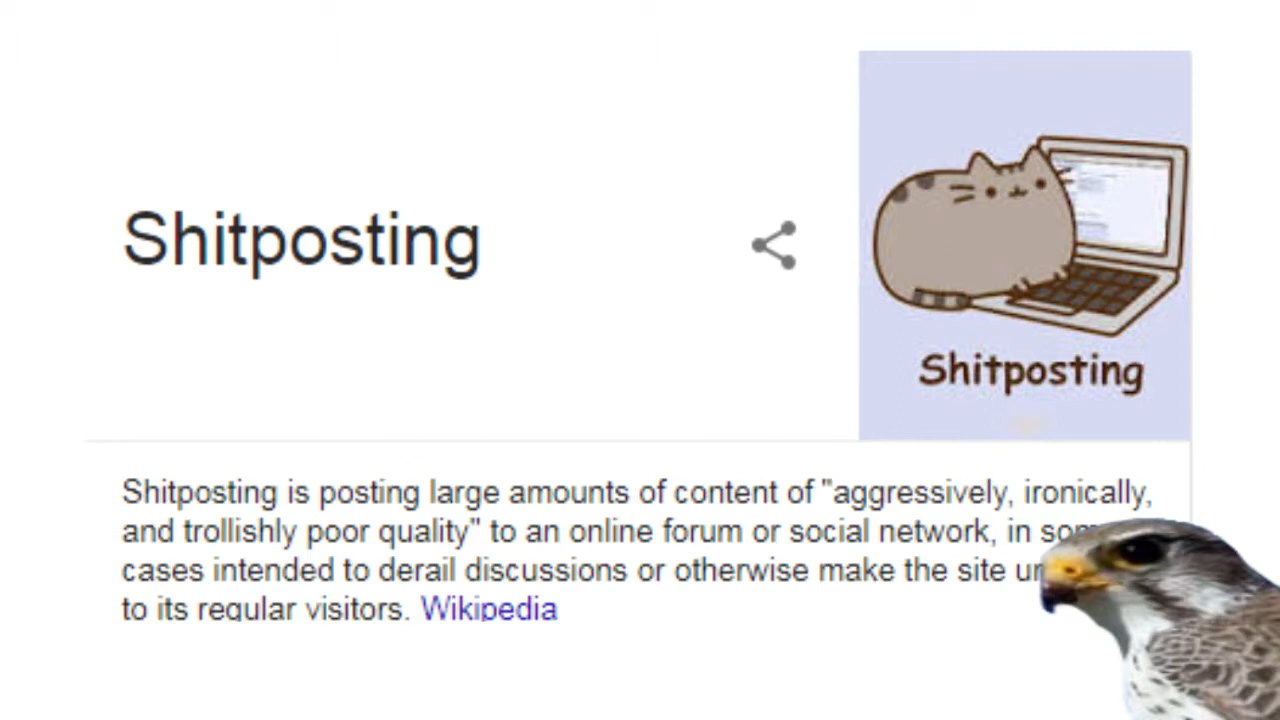 Shitposting
Shitposting
Shitposting is posting large amounts of content of "aggressively, ironically,
and trollishly poor quality" to an online forum or social network, in
cases intended to derail discussions or otherwise make the site
to its regular visitors. Wikipedia